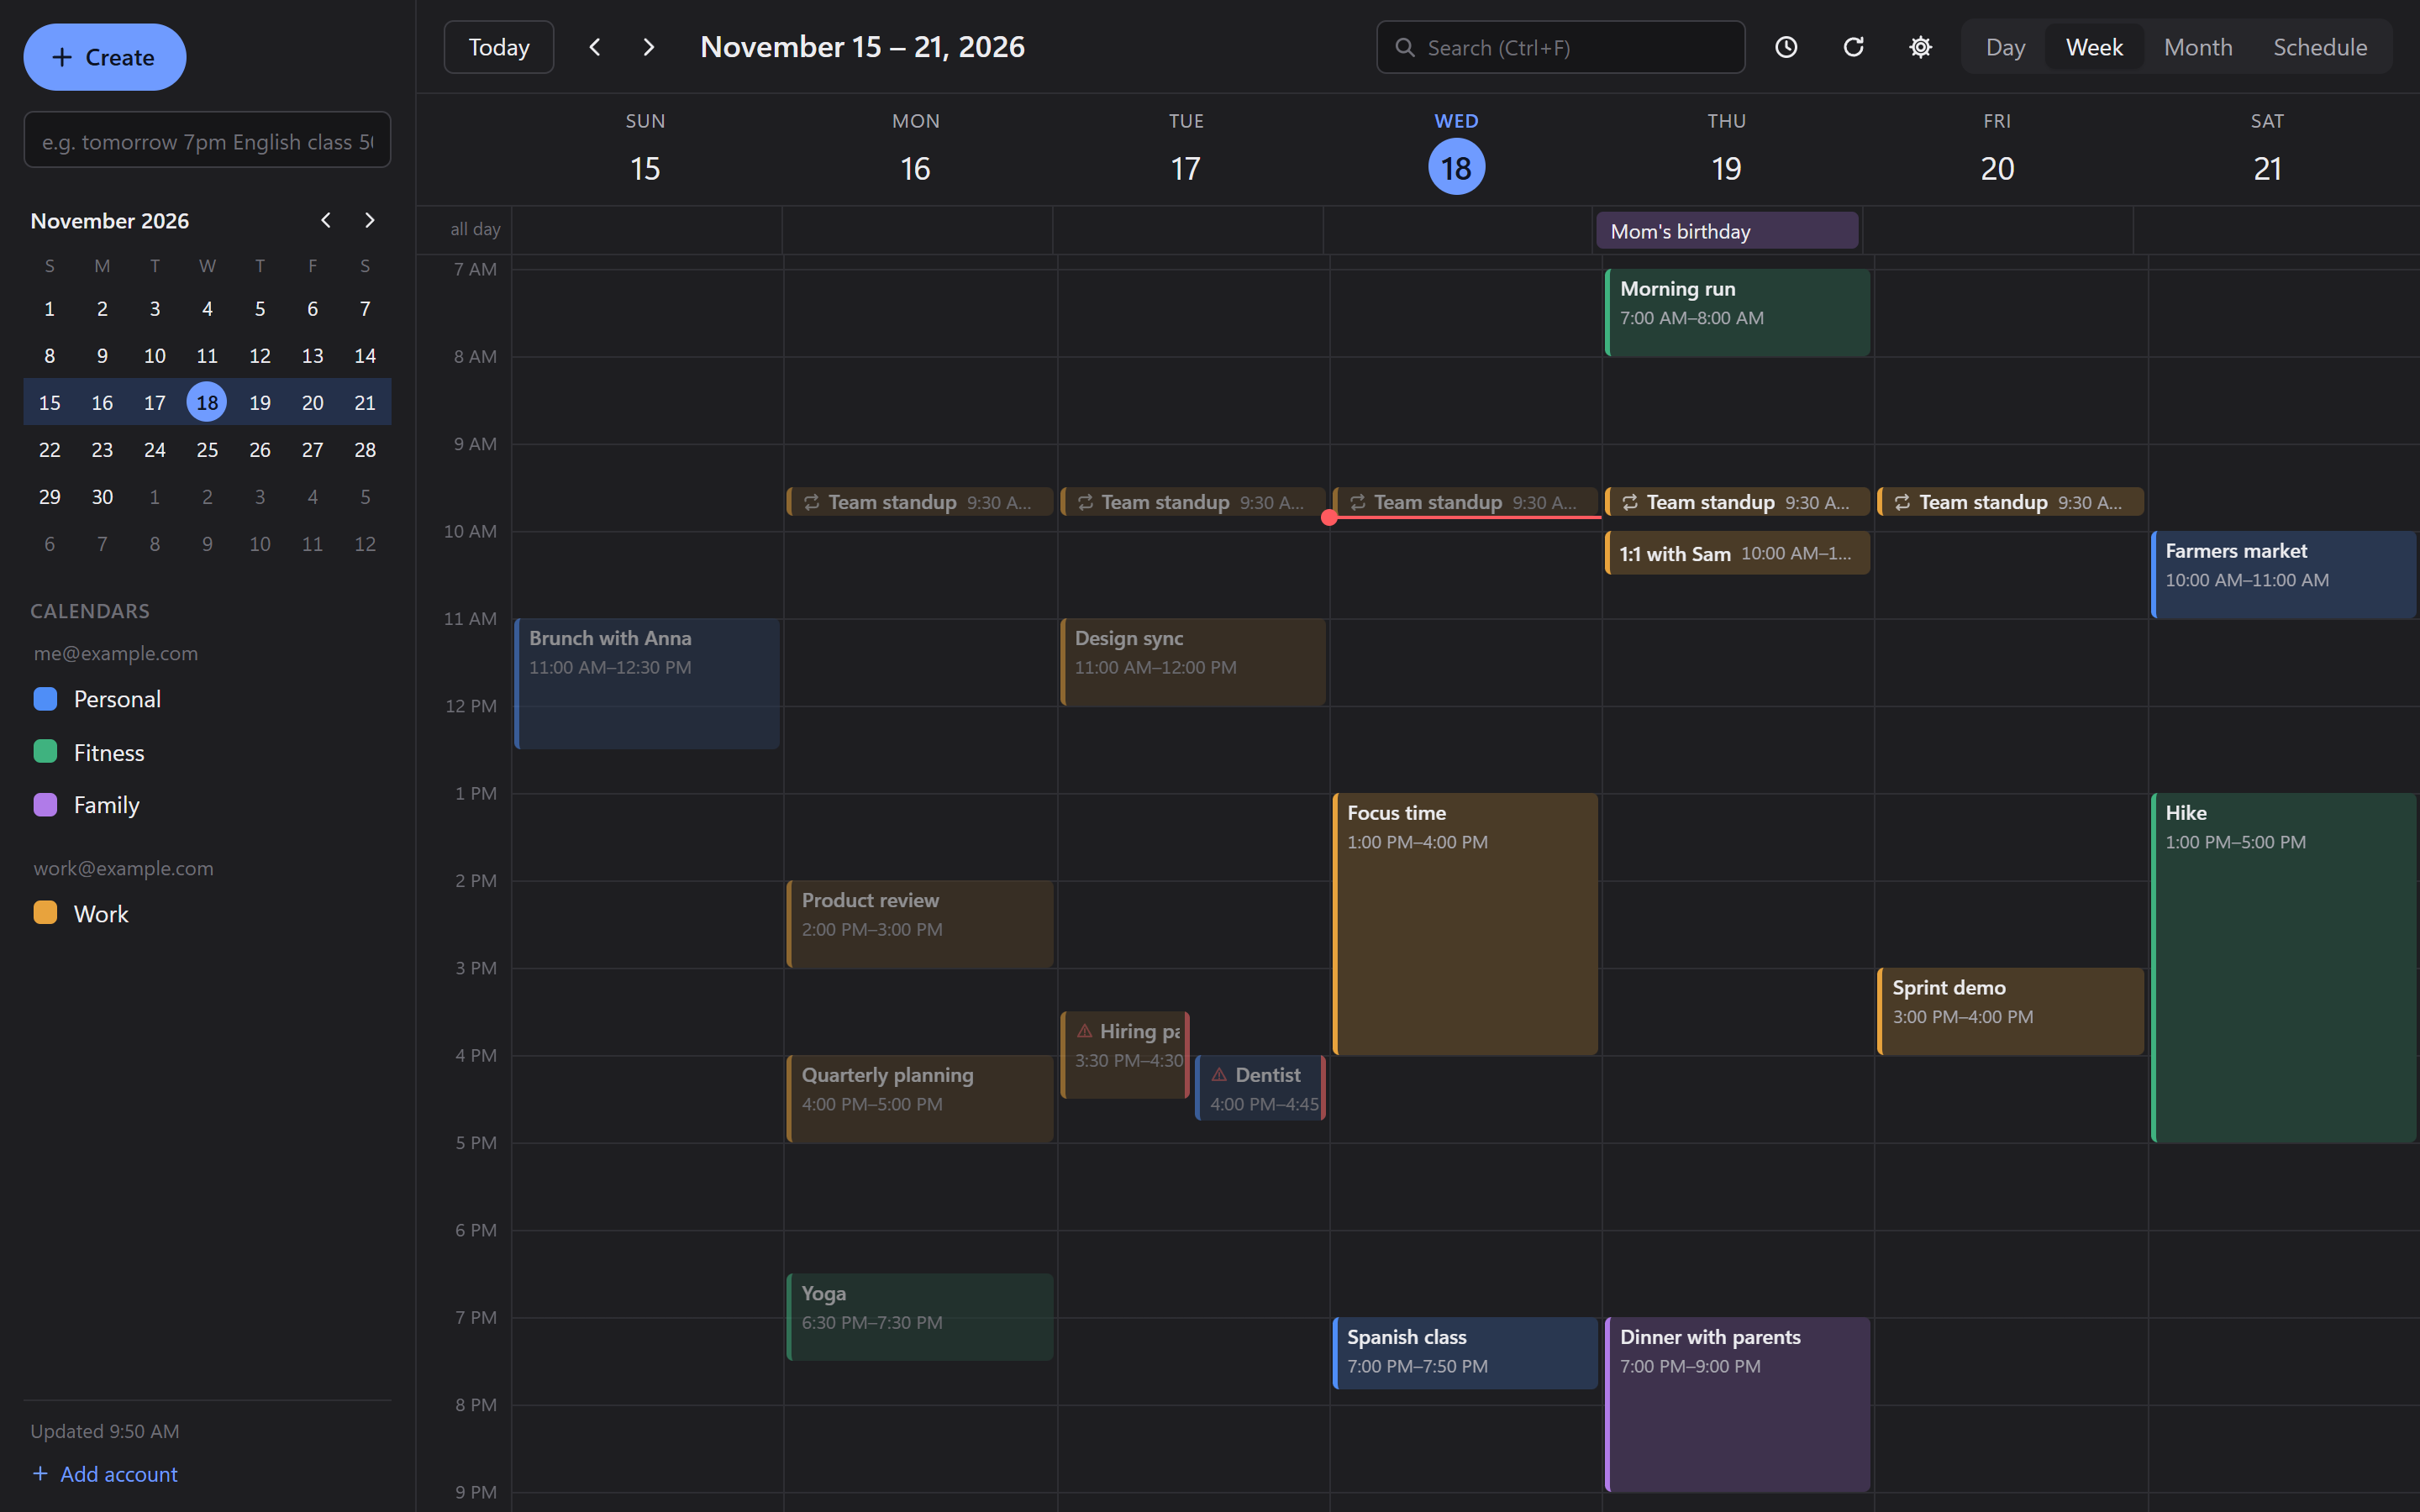 Create
e.g. tomorrow 7pm English class 5
November 2026
S M T W T F S
1 2 3 4 5 6 7
8 9 10 11 12 13 14
15 16 17 18 19 20 21
22 23 24 25 26 27 28
29 30 1 2 3 4 5
6 7 8 9 10 11 12
CALENDARS
me@example.com
Personal
Fitness
Family
work@example.com
Work
Updated 9:50 AM
+ Add account
Today
November 15 – 21, 2026
Search (Ctrl+F)
Day Week Month Schedule
SUN MON TUE WED THU FRI SAT
15 16 17 18 19 20 21
all day
Mom's birthday
7 AM
8 AM
9 AM
10 AM
11 AM
12 PM
1 PM
2 PM
3 PM
4 PM
5 PM
6 PM
7 PM
8 PM
9 PM
Brunch with Anna
11:00 AM–12:30 PM
Team standup 9:30 A...
Product review
2:00 PM–3:00 PM
Quarterly planning
4:00 PM–5:00 PM
Yoga
6:30 PM–7:30 PM
Team standup 9:30 A...
Design sync
11:00 AM–12:00 PM
Hiring pa
3:30 PM–4:30
Dentist
4:00 PM–4:45
Team standup 9:30 A...
Focus time
1:00 PM–4:00 PM
Spanish class
7:00 PM–7:50 PM
Morning run
7:00 AM–8:00 AM
Team standup 9:30 A...
1:1 with Sam 10:00 AM–1...
Dinner with parents
7:00 PM–9:00 PM
Team standup 9:30 A...
Sprint demo
3:00 PM–4:00 PM
Farmers market
10:00 AM–11:00 AM
Hike
1:00 PM–5:00 PM